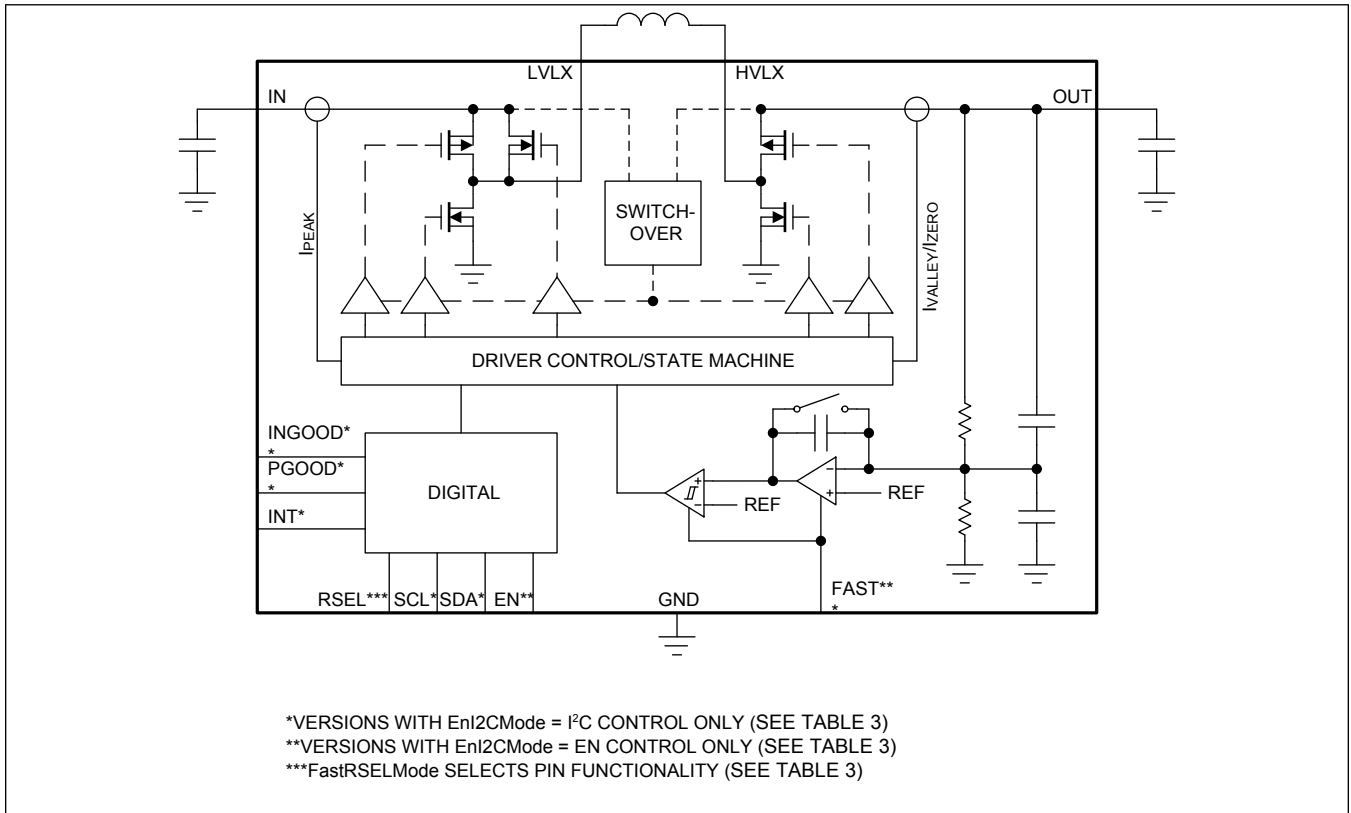 LVLX
HVLX
IN
OUT
IPEAK
SWITCH-
OVER
IVALLEY/IZERO
DRIVER CONTROL/STATE MACHINE
INGOOD*
*
PGOOD*
*
INT*
DIGITAL
+
−
REF
−
+
REF
RSEL***
SCL*
SDA*
EN**
GND
FAST**
*
*VERSIONS WITH EnI2CMode = I²C CONTROL ONLY (SEE TABLE 3)
**VERSIONS WITH EnI2CMode = EN CONTROL ONLY (SEE TABLE 3)
***FastRSELMode SELECTS PIN FUNCTIONALITY (SEE TABLE 3)